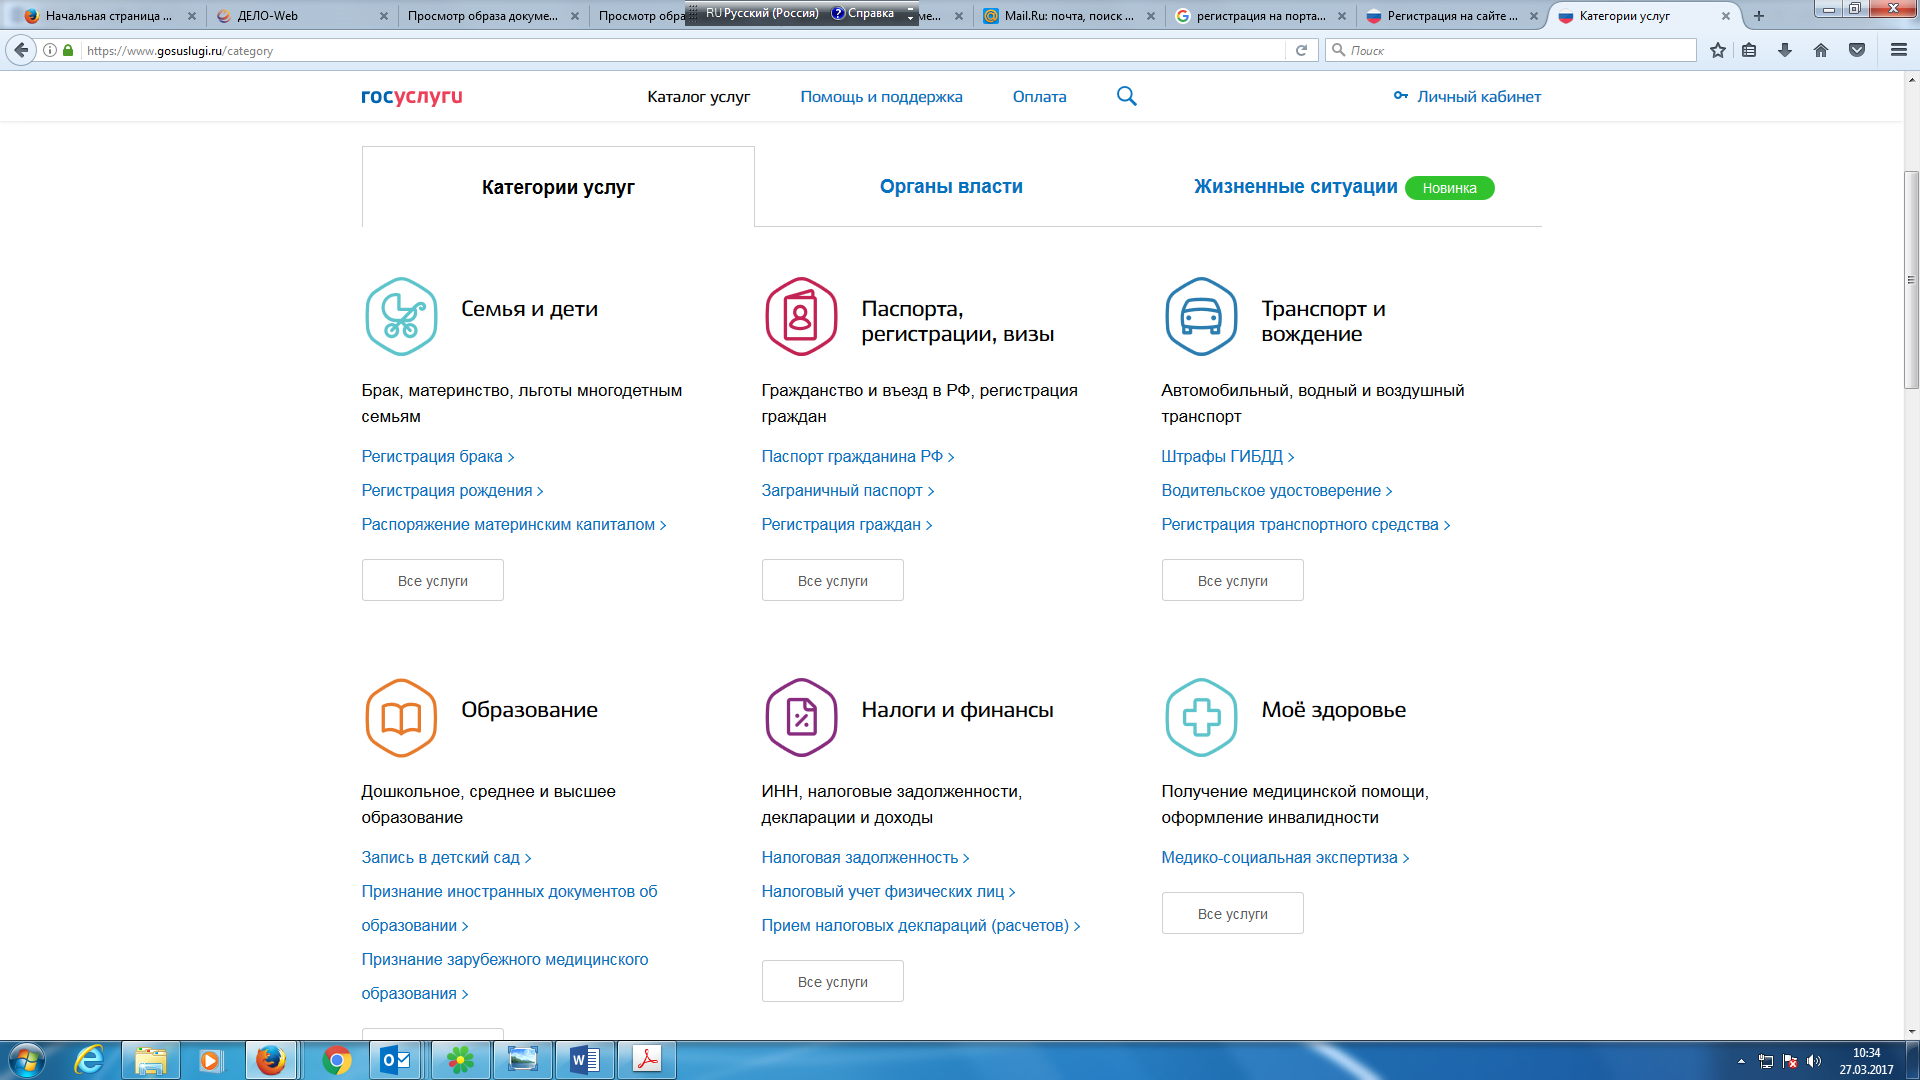 Начальная страница ...
ДЕЛО-Web
Просмотр образа докуме...
Просмотр обра
RU Русский (Россия)
Справка
ме...
Mail.Ru: почта, поиск ...
регистрация на порта...
Регистрация на сайте ...
Категории услуг
https://www.gosuslugi.ru/category
Поиск
госуслуги
Каталог услуг
Помощь и поддержка
Оплата
Личный кабинет
Категории услуг
Органы власти
Жизненные ситуации
Новинка
Семья и дети
Брак, материнство, льготы многодетным
семьям
Регистрация брака >
Регистрация рождения >
Распоряжение материнским капиталом >
Все услуги
Паспорта,
регистрации, визы
Гражданство и въезд в РФ, регистрация
граждан
Паспорт гражданина РФ >
Заграничный паспорт >
Регистрация граждан >
Все услуги
Транспорт и
вождение
Автомобильный, водный и воздушный
транспорт
Штрафы ГИБДД >
Водительское удостоверение >
Регистрация транспортного средства >
Все услуги
Образование
Дошкольное, среднее и высшее
образование
Запись в детский сад >
Признание иностранных документов об
образовании >
Признание зарубежного медицинского
образования >
Налоги и финансы
ИНН, налоговые задолженности,
декларации и доходы
Налоговая задолженность >
Налоговый учет физических лиц >
Прием налоговых деклараций (расчетов) >
Все услуги
Моё здоровье
Получение медицинской помощи,
оформление инвалидности
Медико-социальная экспертиза >
Все услуги
10:34
27.03.2017